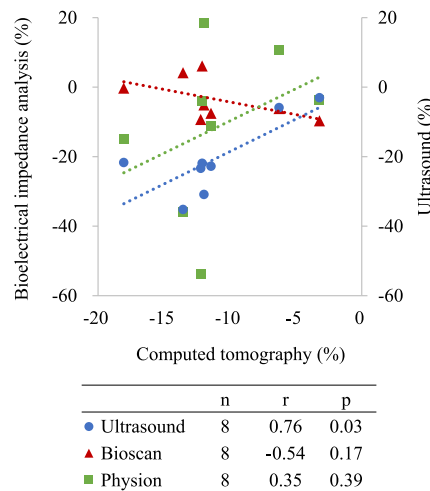 Bioelectrical impedance analysis (%)
20
0
-20
-40
-60
20
0
-20
-40
-60
Ultrasound (%)
-20 -15 -10 -5 0
Computed tomography (%)
n r p
Ultrasound 8 0.76 0.03
Bioscan 8 -0.54 0.17
Physion 8 0.35 0.39